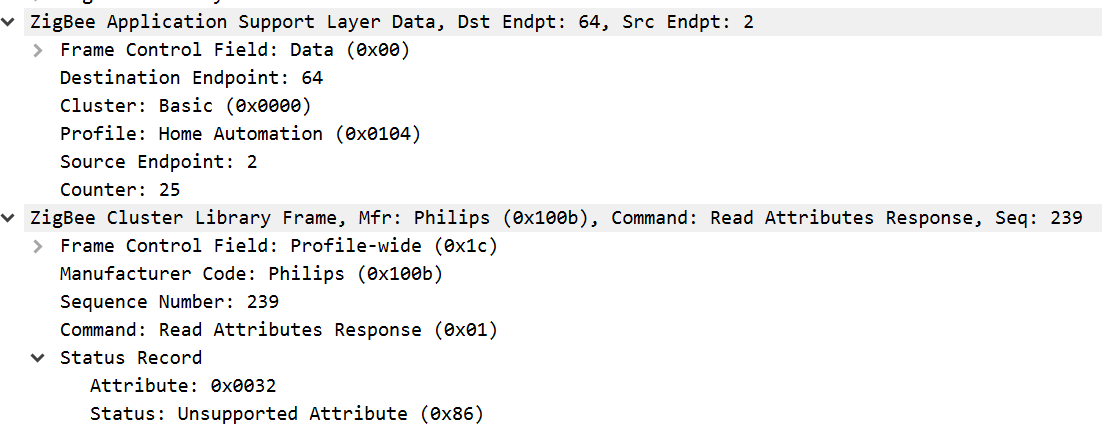 ZigBee Application Support Layer Data, Dst Endpt: 64, Src Endpt: 2
Frame Control Field: Data (0x00)
Destination Endpoint: 64
Cluster: Basic (0x0000)
Profile: Home Automation (0x0104)
Source Endpoint: 2
Counter: 25
ZigBee Cluster Library Frame, Mfr: Philips (0x100b), Command: Read Attributes Response, Seq: 239
Frame Control Field: Profile-wide (0x1c)
Manufacturer Code: Philips (0x100b)
Sequence Number: 239
Command: Read Attributes Response (0x01)
Status Record
Attribute: 0x0032
Status: Unsupported Attribute (0x86)